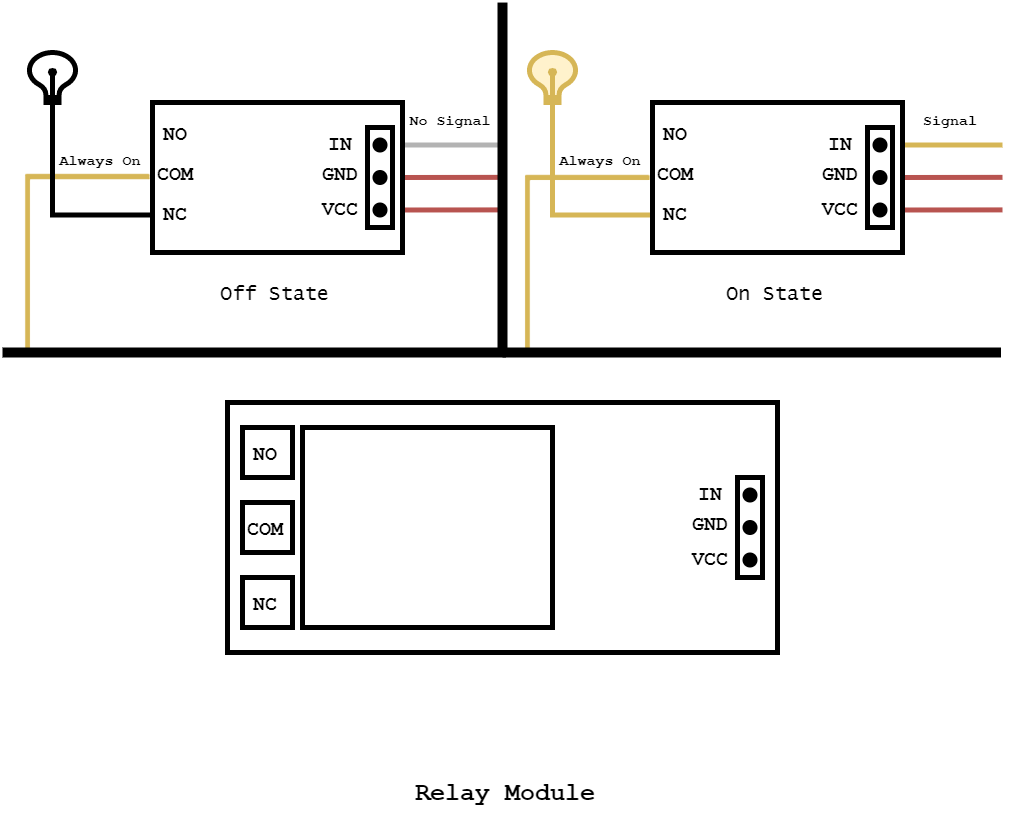 No Signal
NO
IN
Always On
COM
GND
NC
VCC
Off State
Signal
NO
IN
Always On
COM
GND
NC
VCC
On State
NO
IN
COM
GND
VCC
NC
Relay Module